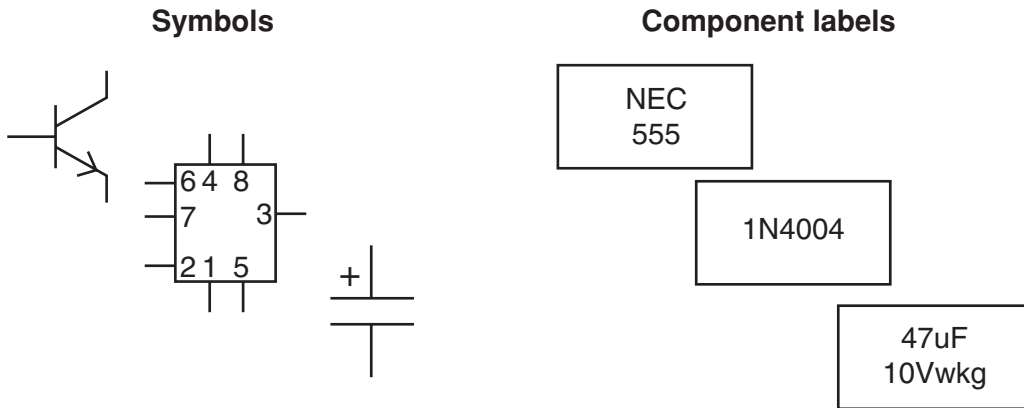 Symbols
Component labels
NEC
555
1N4004
47uF
10Vwkg
6 4 8
7
3
2 1 5
+